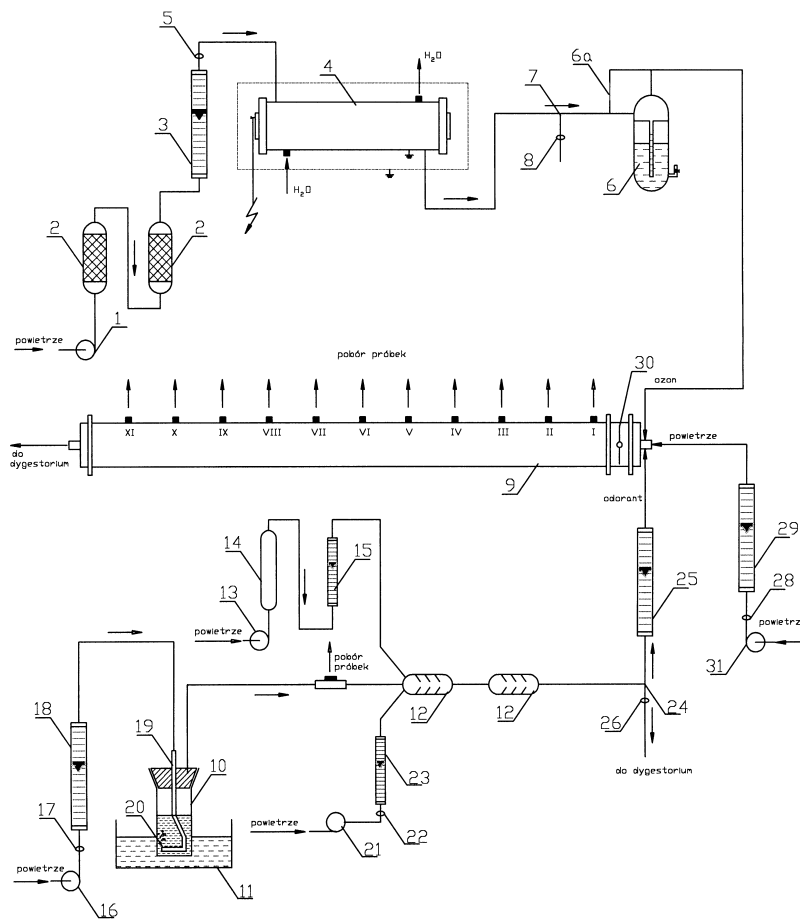 5
6a
4
H₂O
7
3
8
6
H₂O
2
2
1
powietrze
pobór próbek
30
ozon
XI X IX VIII VII VI V IV III II I
powietrze
do
dygestorium
9
odorant
14
15
29
25
13
28
powietrze
pobór
próbek
powietrze
31
18
12
12
24
26
19
10
do dygestorium
23
20
17
powietrze
22
powietrze
21
11
16